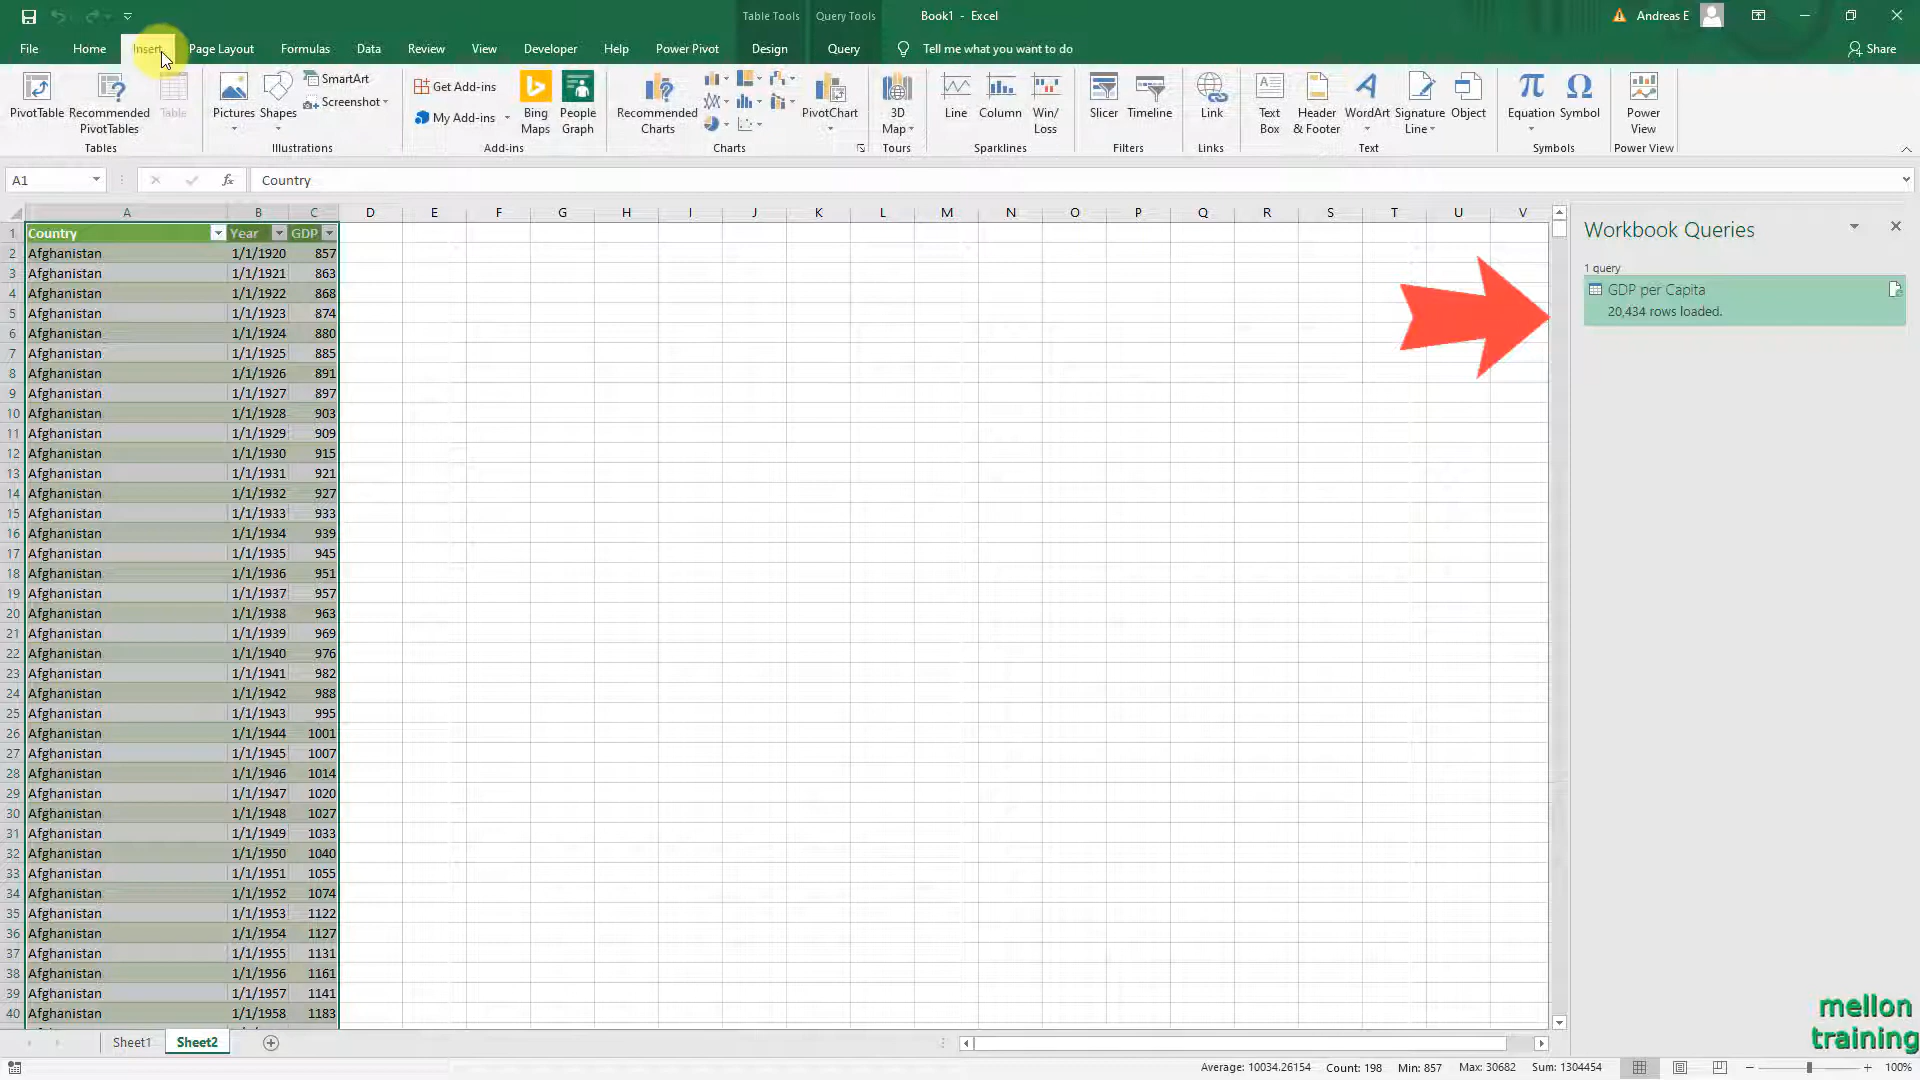 Table Tools Query Tools Book1 - Excel Andreas E
File Home Insert Page Layout Formulas Data Review View Developer Help Power Pivot Design Query Tell me what you want to do Share
PivotTable Recommended PivotTables Table
Tables
Pictures Shapes SmartArt Screenshot
Illustrations
Get Add-ins My Add-ins Bing Maps People Graph
Add-ins
Recommended Charts PivotChart
Charts
3D Map
Tours
Line Column Win/Loss
Sparklines
Slicer Timeline
Filters
Link
Links
Text Box Header & Footer WordArt Signature Line Object
Text
Equation Symbol
Symbols
Power View
Power View
A1 fx Country
A B C D E F G H I J K L M N O P Q R S T U V
1 Country Year GDP
2 Afghanistan 1/1/1920 857
3 Afghanistan 1/1/1921 863
4 Afghanistan 1/1/1922 868
5 Afghanistan 1/1/1923 874
6 Afghanistan 1/1/1924 880
7 Afghanistan 1/1/1925 885
8 Afghanistan 1/1/1926 891
9 Afghanistan 1/1/1927 897
10 Afghanistan 1/1/1928 903
11 Afghanistan 1/1/1929 909
12 Afghanistan 1/1/1930 915
13 Afghanistan 1/1/1931 921
14 Afghanistan 1/1/1932 927
15 Afghanistan 1/1/1933 933
16 Afghanistan 1/1/1934 939
17 Afghanistan 1/1/1935 945
18 Afghanistan 1/1/1936 951
19 Afghanistan 1/1/1937 957
20 Afghanistan 1/1/1938 963
21 Afghanistan 1/1/1939 969
22 Afghanistan 1/1/1940 976
23 Afghanistan 1/1/1941 982
24 Afghanistan 1/1/1942 988
25 Afghanistan 1/1/1943 995
26 Afghanistan 1/1/1944 1001
27 Afghanistan 1/1/1945 1007
28 Afghanistan 1/1/1946 1014
29 Afghanistan 1/1/1947 1020
30 Afghanistan 1/1/1948 1027
31 Afghanistan 1/1/1949 1033
32 Afghanistan 1/1/1950 1040
33 Afghanistan 1/1/1951 1055
34 Afghanistan 1/1/1952 1074
35 Afghanistan 1/1/1953 1122
36 Afghanistan 1/1/1954 1127
37 Afghanistan 1/1/1955 1131
38 Afghanistan 1/1/1956 1161
39 Afghanistan 1/1/1957 1141
40 Afghanistan 1/1/1958 1183
Workbook Queries
1 query
GDP per Capita
20,434 rows loaded.
mellon
training
Sheet1 Sheet2
Average: 10034.26154 Count: 198 Min: 857 Max: 30682 Sum: 1304454 100%